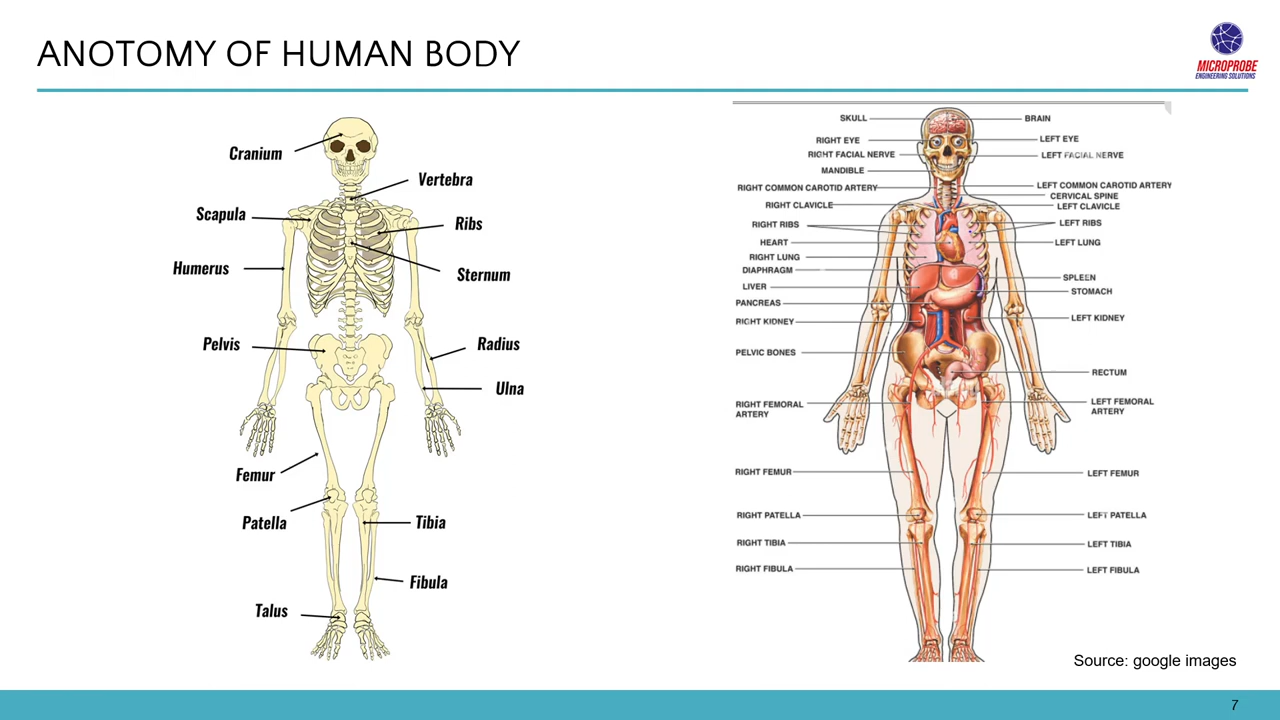 ANOTOMY OF HUMAN BODY
MICROPROBE
ENGINEERING SOLUTIONS
Cranium
Vertebra
Scapula
Ribs
Humerus
Sternum
Pelvis
Radius
Ulna
Femur
Patella
Tibia
Fibula
Talus
SKULL
BRAIN
RIGHT EYE
LEFT EYE
RIGHT FACIAL NERVE
LEFT FACIAL NERVE
MANDIBLE
RIGHT COMMON CAROTID ARTERY
LEFT COMMON CAROTID ARTERY
CERVICAL SPINE
RIGHT CLAVICLE
LEFT CLAVICLE
RIGHT RIBS
LEFT RIBS
HEART
LEFT LUNG
RIGHT LUNG
DIAPHRAGM
SPLEEN
LIVER
STOMACH
PANCREAS
RIGHT KIDNEY
LEFT KIDNEY
PELVIC BONES
RECTUM
RIGHT FEMORAL
ARTERY
LEFT FEMORAL
ARTERY
RIGHT FEMUR
LEFT FEMUR
RIGHT PATELLA
LEFT PATELLA
RIGHT TIBIA
LEFT TIBIA
RIGHT FIBULA
LEFT FIBULA
Source: google images
7